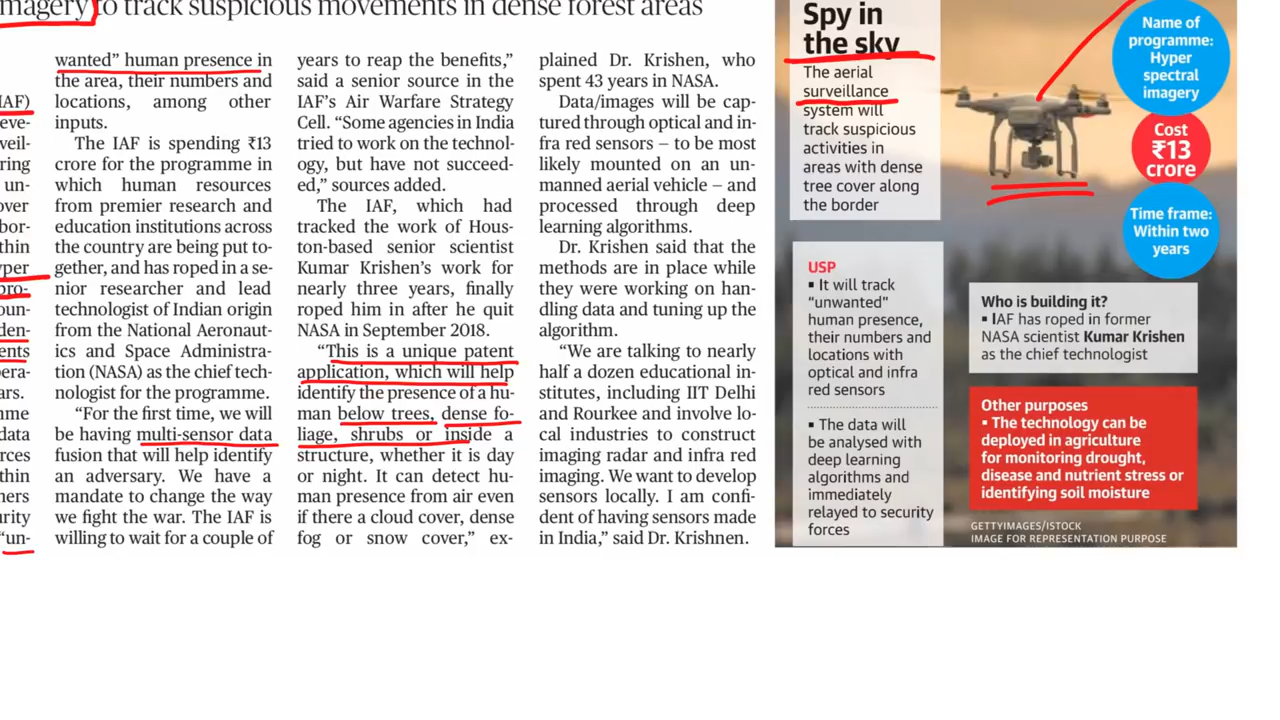 magery to track suspicious movements in dense forest areas
IAF)
eve-
veil-
ring
un-
over
bor-
thin
yper
pro-
oun-
den-
ents
pera-
ars.
mme
data
rces
thin
ners
urity
“un-
wanted” human presence in
the area, their numbers and
locations, among other
inputs.
The IAF is spending ₹13
crore for the programme in
which human resources
from premier research and
education institutions across
the country are being put to-
gether, and has roped in a se-
nior researcher and lead
technologist of Indian origin
from the National Aeronaut-
ics and Space Administra-
tion (NASA) as the chief tech-
nologist for the programme.
“For the first time, we will
be having multi-sensor data
fusion that will help identify
an adversary. We have a
mandate to change the way
we fight the war. The IAF is
willing to wait for a couple of
years to reap the benefits,”
said a senior source in the
IAF’s Air Warfare Strategy
Cell. “Some agencies in India
tried to work on the technol-
ogy, but have not succeed-
ed,” sources added.
The IAF, which had
tracked the work of Hous-
ton-based senior scientist
Kumar Krishen’s work for
nearly three years, finally
roped him in after he quit
NASA in September 2018.
“This is a unique patent
application, which will help
identify the presence of a hu-
man below trees, dense fo-
liage, shrubs or inside a
structure, whether it is day
or night. It can detect hu-
man presence from air even
if there a cloud cover, dense
fog or snow cover,” ex-
plained Dr. Krishen, who
spent 43 years in NASA.
Data/images will be cap-
tured through optical and in-
fra red sensors – to be most
likely mounted on an un-
manned aerial vehicle – and
processed through deep
learning algorithms.
Dr. Krishen said that the
methods are in place while
they were working on han-
dling data and tuning up the
algorithm.
“We are talking to nearly
half a dozen educational in-
stitutes, including IIT Delhi
and Rourkee and involve lo-
cal industries to construct
imaging radar and infra red
imaging. We want to develop
sensors locally. I am confi-
dent of having sensors made
in India,” said Dr. Krishnen.
Spy in
the sky
The aerial
surveillance
system will
track suspicious
activities in
areas with dense
tree cover along
the border
Name of
programme:
Hyper
spectral
imagery
Cost
₹13
crore
Time frame:
Within two
years
USP
▪ It will track
“unwanted”
human presence,
their numbers and
locations with
optical and infra
red sensors
▪ The data will
be analysed with
deep learning
algorithms and
immediately
relayed to security
forces
Who is building it?
▪ IAF has roped in former
NASA scientist Kumar Krishen
as the chief technologist
Other purposes
▪ The technology can be
deployed in agriculture
for monitoring drought,
disease and nutrient stress or
identifying soil moisture
GETTYIMAGES/ISTOCK
IMAGE FOR REPRESENTATION PURPOSE